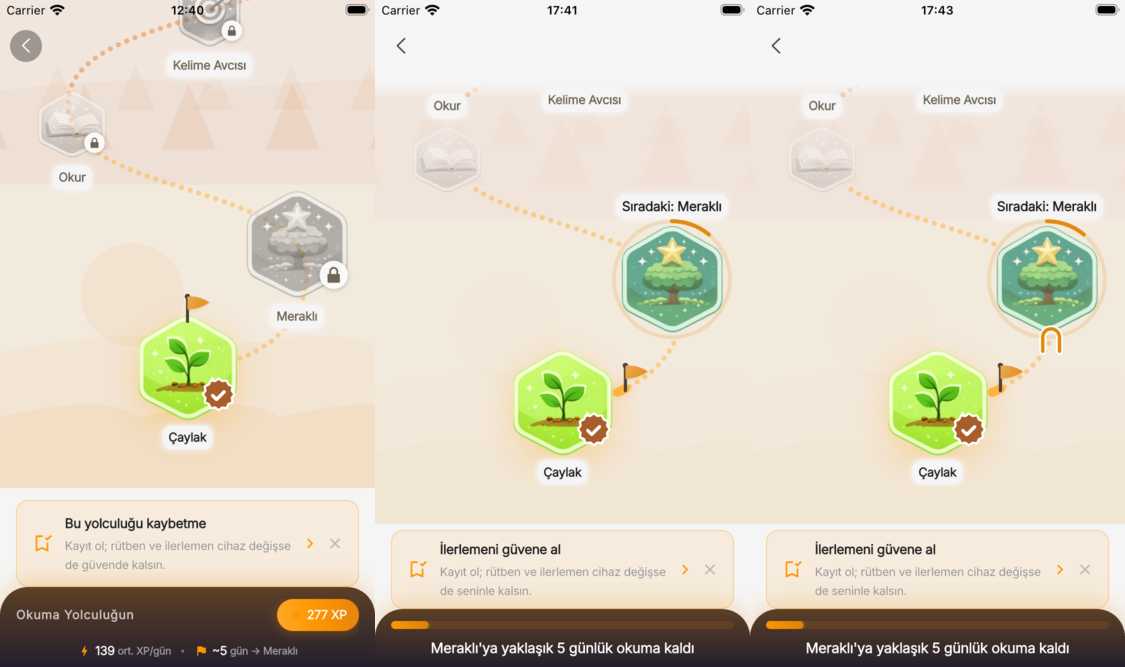 Carrier 12:40
Kelime Avcısı
Okur
Meraklı
Çaylak
Bu yolculuğu kaybetme
Kayıt ol; rütben ve ilerlemen cihaz değişse
de güvende kalsın.
Okuma Yolculuğun
277 XP
139 ort. XP/gün • ~5 gün → Meraklı
Carrier 17:41
Okur
Kelime Avcısı
Sıradaki: Meraklı
Çaylak
İlerlemeni güvene al
Kayıt ol; rütben ve ilerlemen cihaz değişse
de seninle kalsın.
Meraklı'ya yaklaşık 5 günlük okuma kaldı
Carrier 17:43
Okur
Kelime Avcısı
Sıradaki: Meraklı
Çaylak
İlerlemeni güvene al
Kayıt ol; rütben ve ilerlemen cihaz değişse
de seninle kalsın.
Meraklı'ya yaklaşık 5 günlük okuma kaldı